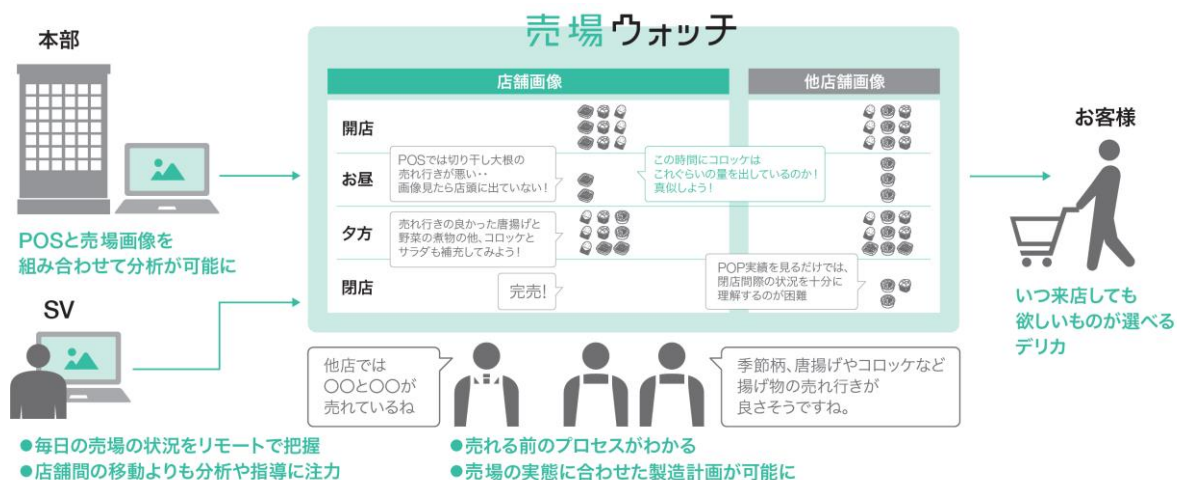 売場ウォッチ
本部
POSと売場画像を
組み合わせて分析が可能に
SV
店舗画像
他店舗画像
開店
お昼
POSでは切り干し大根の
売れ行きが悪い‥
画像見たら店頭に出ていない！
この時間にコロッケは
これぐらいの量を出しているのか！
真似しよう！
夕方
売れ行きの良かった唐揚げと
野菜の煮物の他、コロッケと
サラダも補充してみよう！
閉店
完売！
POP実績を見るだけでは、
閉店間際の状況を十分に
理解するのが困難
お客様
いつ来店しても
欲しいものが選べる
デリカ
他店では
〇〇と〇〇が
売れているね
季節柄、唐揚げやコロッケなど
揚げ物の売れ行きが
良さそうですね。
●毎日の売場の状況をリモートで把握
●店舗間の移動よりも分析や指導に注力
●売れる前のプロセスがわかる
●売場の実態に合わせた製造計画が可能に